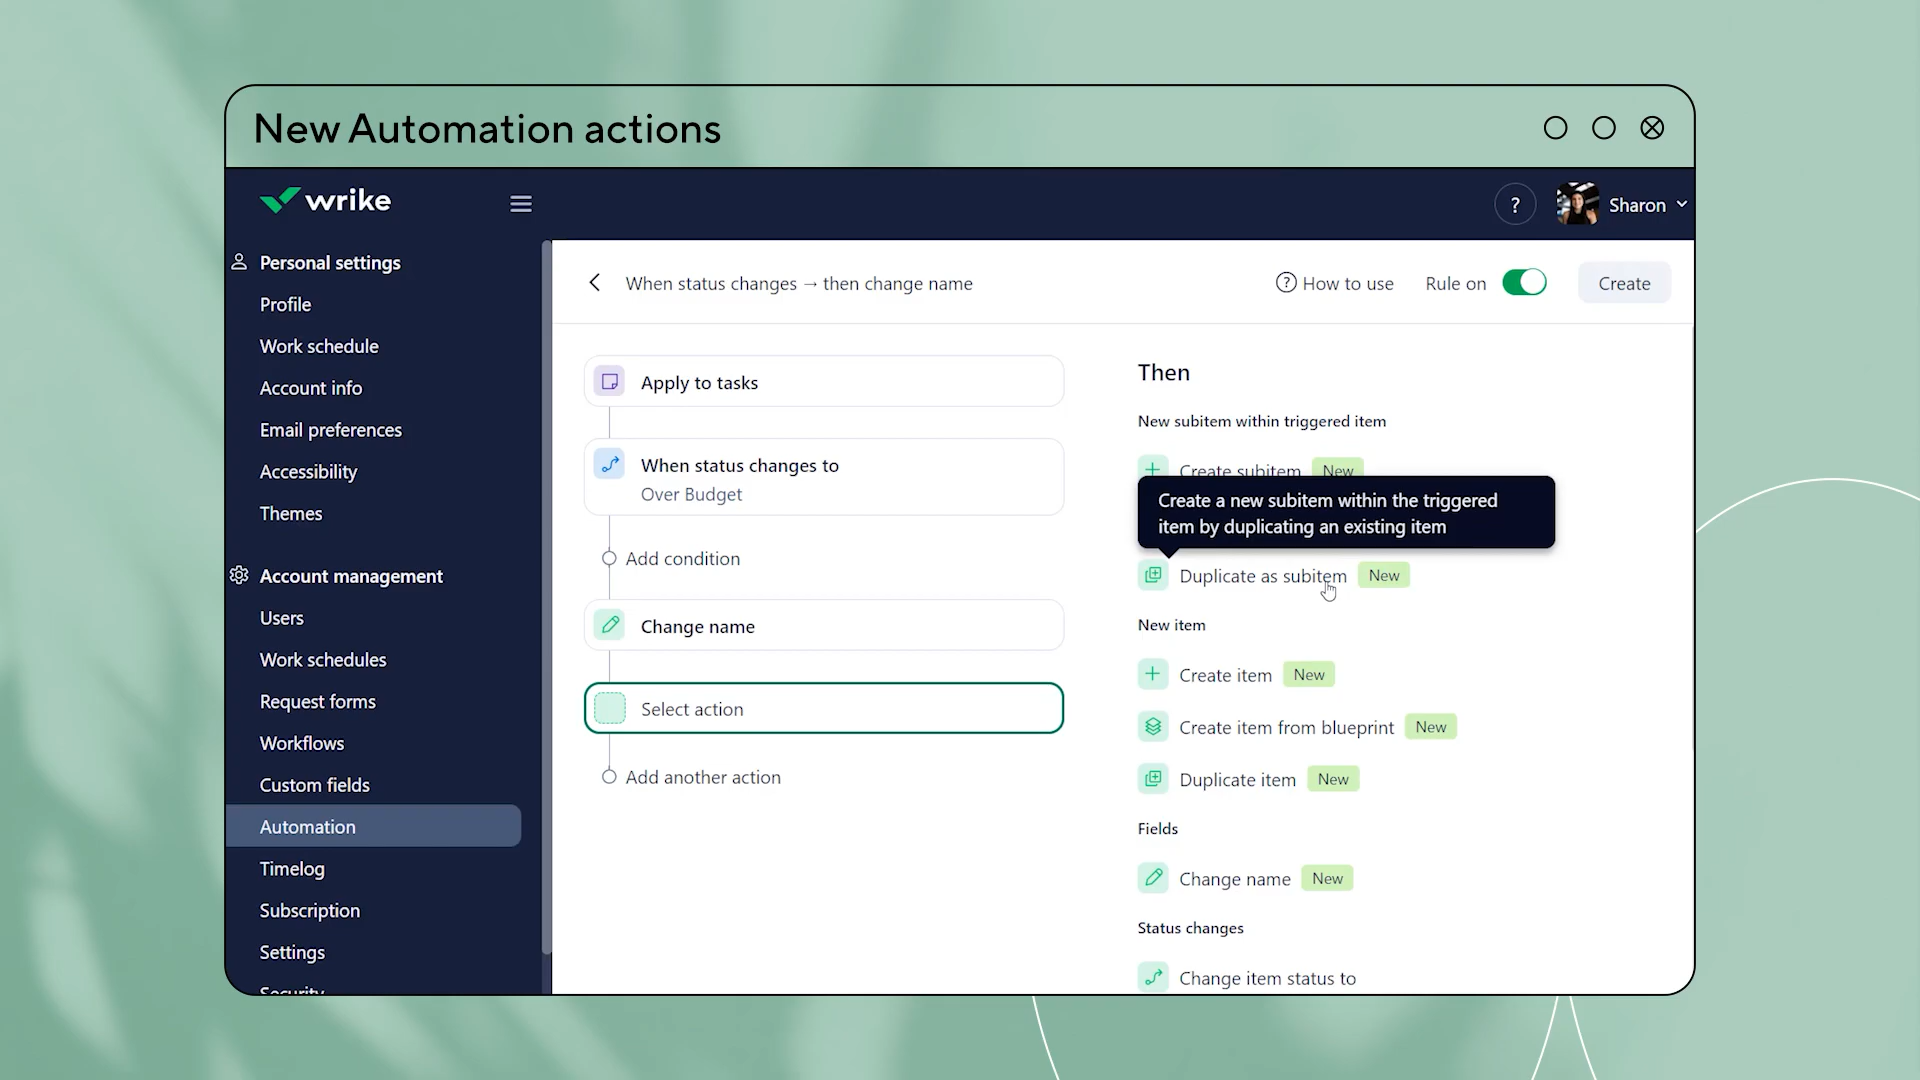 New Automation actions
wrike
?
Sharon
Personal settings
Profile
Work schedule
Account info
Email preferences
Accessibility
Themes
Account management
Users
Work schedules
Request forms
Workflows
Custom fields
Automation
Timelog
Subscription
Settings
Security
When status changes → then change name
? How to use
Rule on
Create
Apply to tasks
When status changes to
Over Budget
Add condition
Change name
Select action
Add another action
Then
New subitem within triggered item
Create subitem New
Create a new subitem within the triggered
item by duplicating an existing item
Duplicate as subitem New
New item
Create item New
Create item from blueprint New
Duplicate item New
Fields
Change name New
Status changes
Change item status to